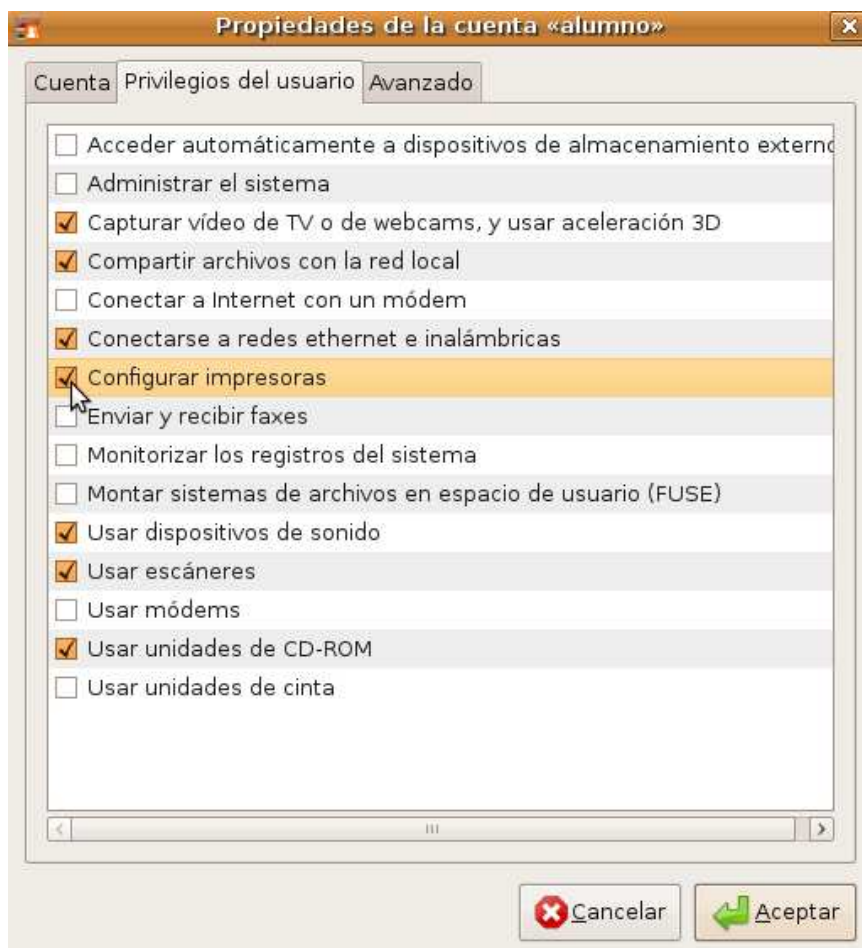 Propiedades de la cuenta «alumno»
Cuenta Privilegios del usuario Avanzado
Acceder automáticamente a dispositivos de almacenamiento externo
Administrar el sistema
Capturar vídeo de TV o de webcams, y usar aceleración 3D
Compartir archivos con la red local
Conectar a Internet con un módem
Conectarse a redes ethernet e inalámbricas
Configurar impresoras
Enviar y recibir faxes
Monitorizar los registros del sistema
Montar sistemas de archivos en espacio de usuario (FUSE)
Usar dispositivos de sonido
Usar escáneres
Usar módems
Usar unidades de CD-ROM
Usar unidades de cinta
Cancelar Aceptar